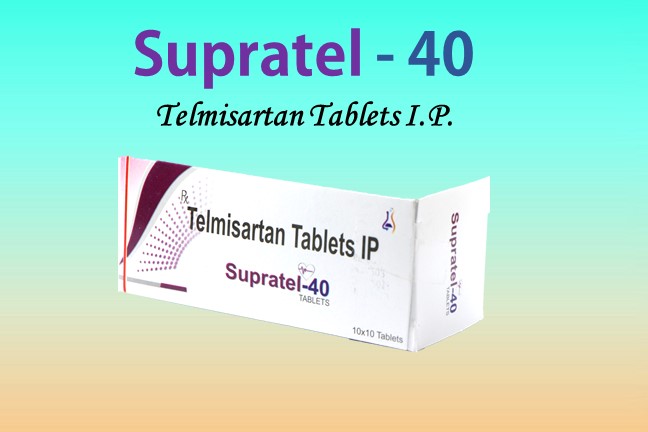 Supratel - 40
Telmisartan Tablets I.P.
Rx
Telmisartan Tablets IP
Supratel-40
TABLETS
10x10 Tablets
Supratel-40
TABLETS